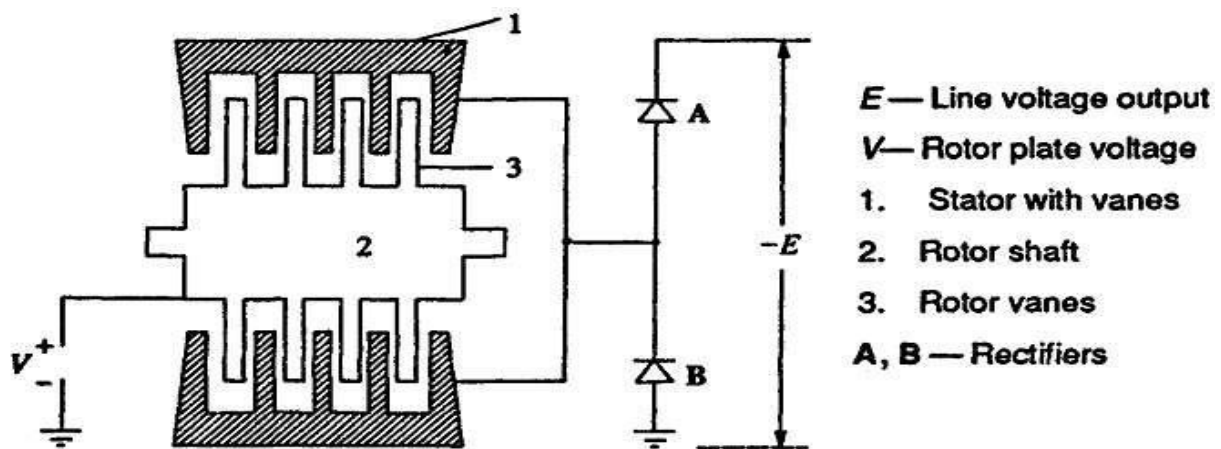 1
A
3
2
–E
V
+
-
B
E — Line voltage output
V — Rotor plate voltage
1. Stator with vanes
2. Rotor shaft
3. Rotor vanes
A, B — Rectifiers